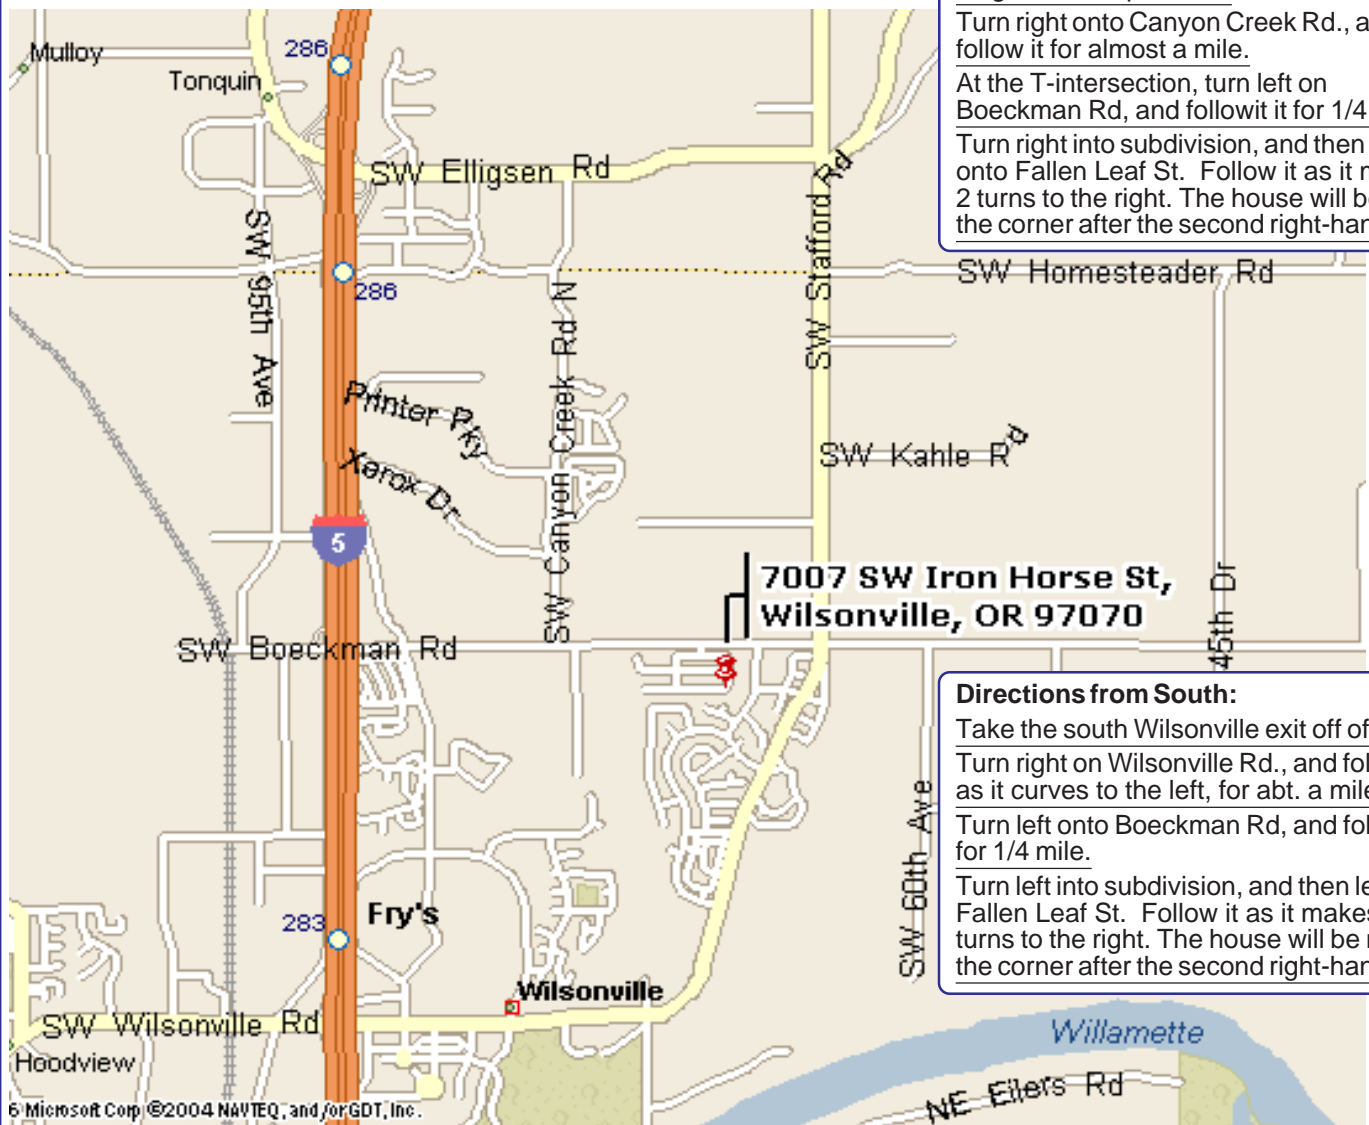 Turn right onto Canyon Creek Rd., a
follow it for almost a mile.
At the T-intersection, turn left on
Boeckman Rd, and followit it for 1/4
Turn right into subdivision, and then
onto Fallen Leaf St. Follow it as it
2 turns to the right. The house will b
the corner after the second right-han
Mulloy
286
Tonquin
SW Elligsen Rd
SW Stafford Rd
SW 95th Ave
286
SW Homesteader Rd
SW Canyon Creek Rd N
Printer Pky
Xerox Dr
SW Kahle Rd
5
7007 SW Iron Horse St,
Wilsonville, OR 97070
45th Dr
SW Boeckman Rd
Directions from South:
Take the south Wilsonville exit off of
Turn right on Wilsonville Rd., and fol
as it curves to the left, for abt. a mile
Turn left onto Boeckman Rd, and fol
for 1/4 mile.
Turn left into subdivision, and then le
Fallen Leaf St. Follow it as it makes
turns to the right. The house will be
the corner after the second right-han
SW 60th Ave
283
Fry's
Wilsonville
SW Wilsonville Rd
Willamette
Hoodview
NE Eilers Rd
6 Microsoft Corp ©2004 NAVTEQ, and/or GDT, Inc.